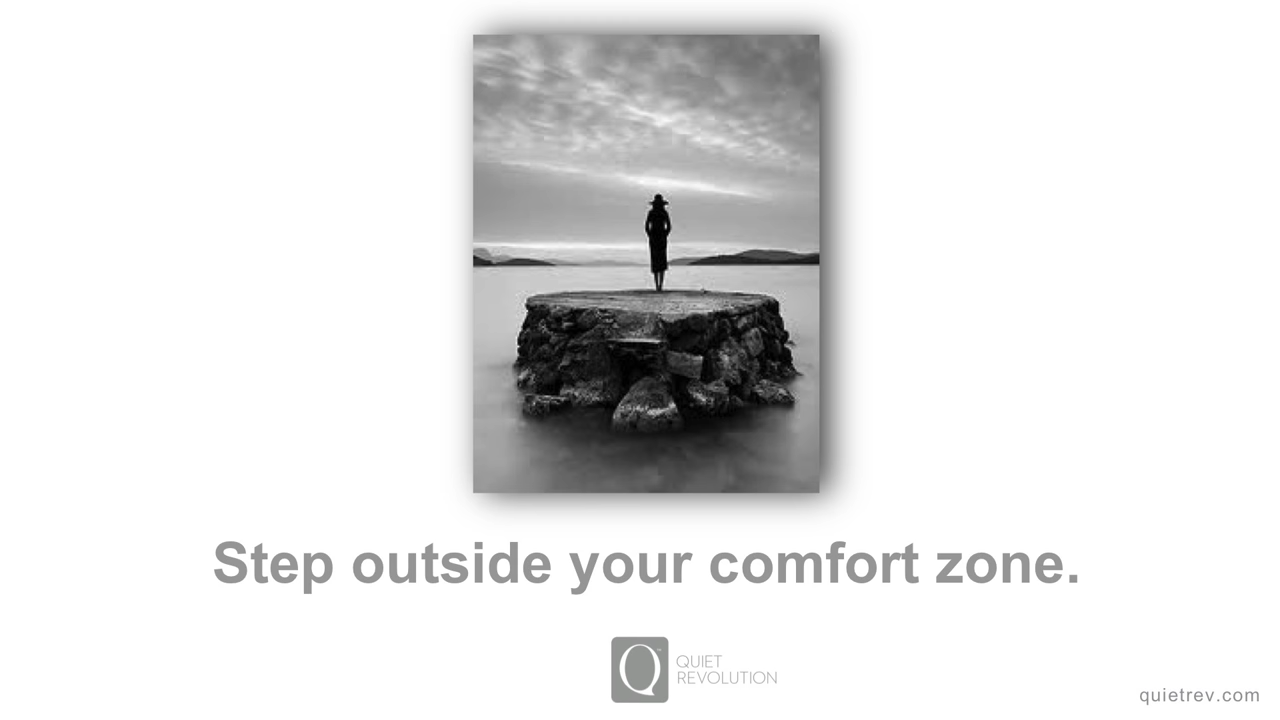 Step outside your comfort zone.
Q
QUIET
REVOLUTION
quietrev.com